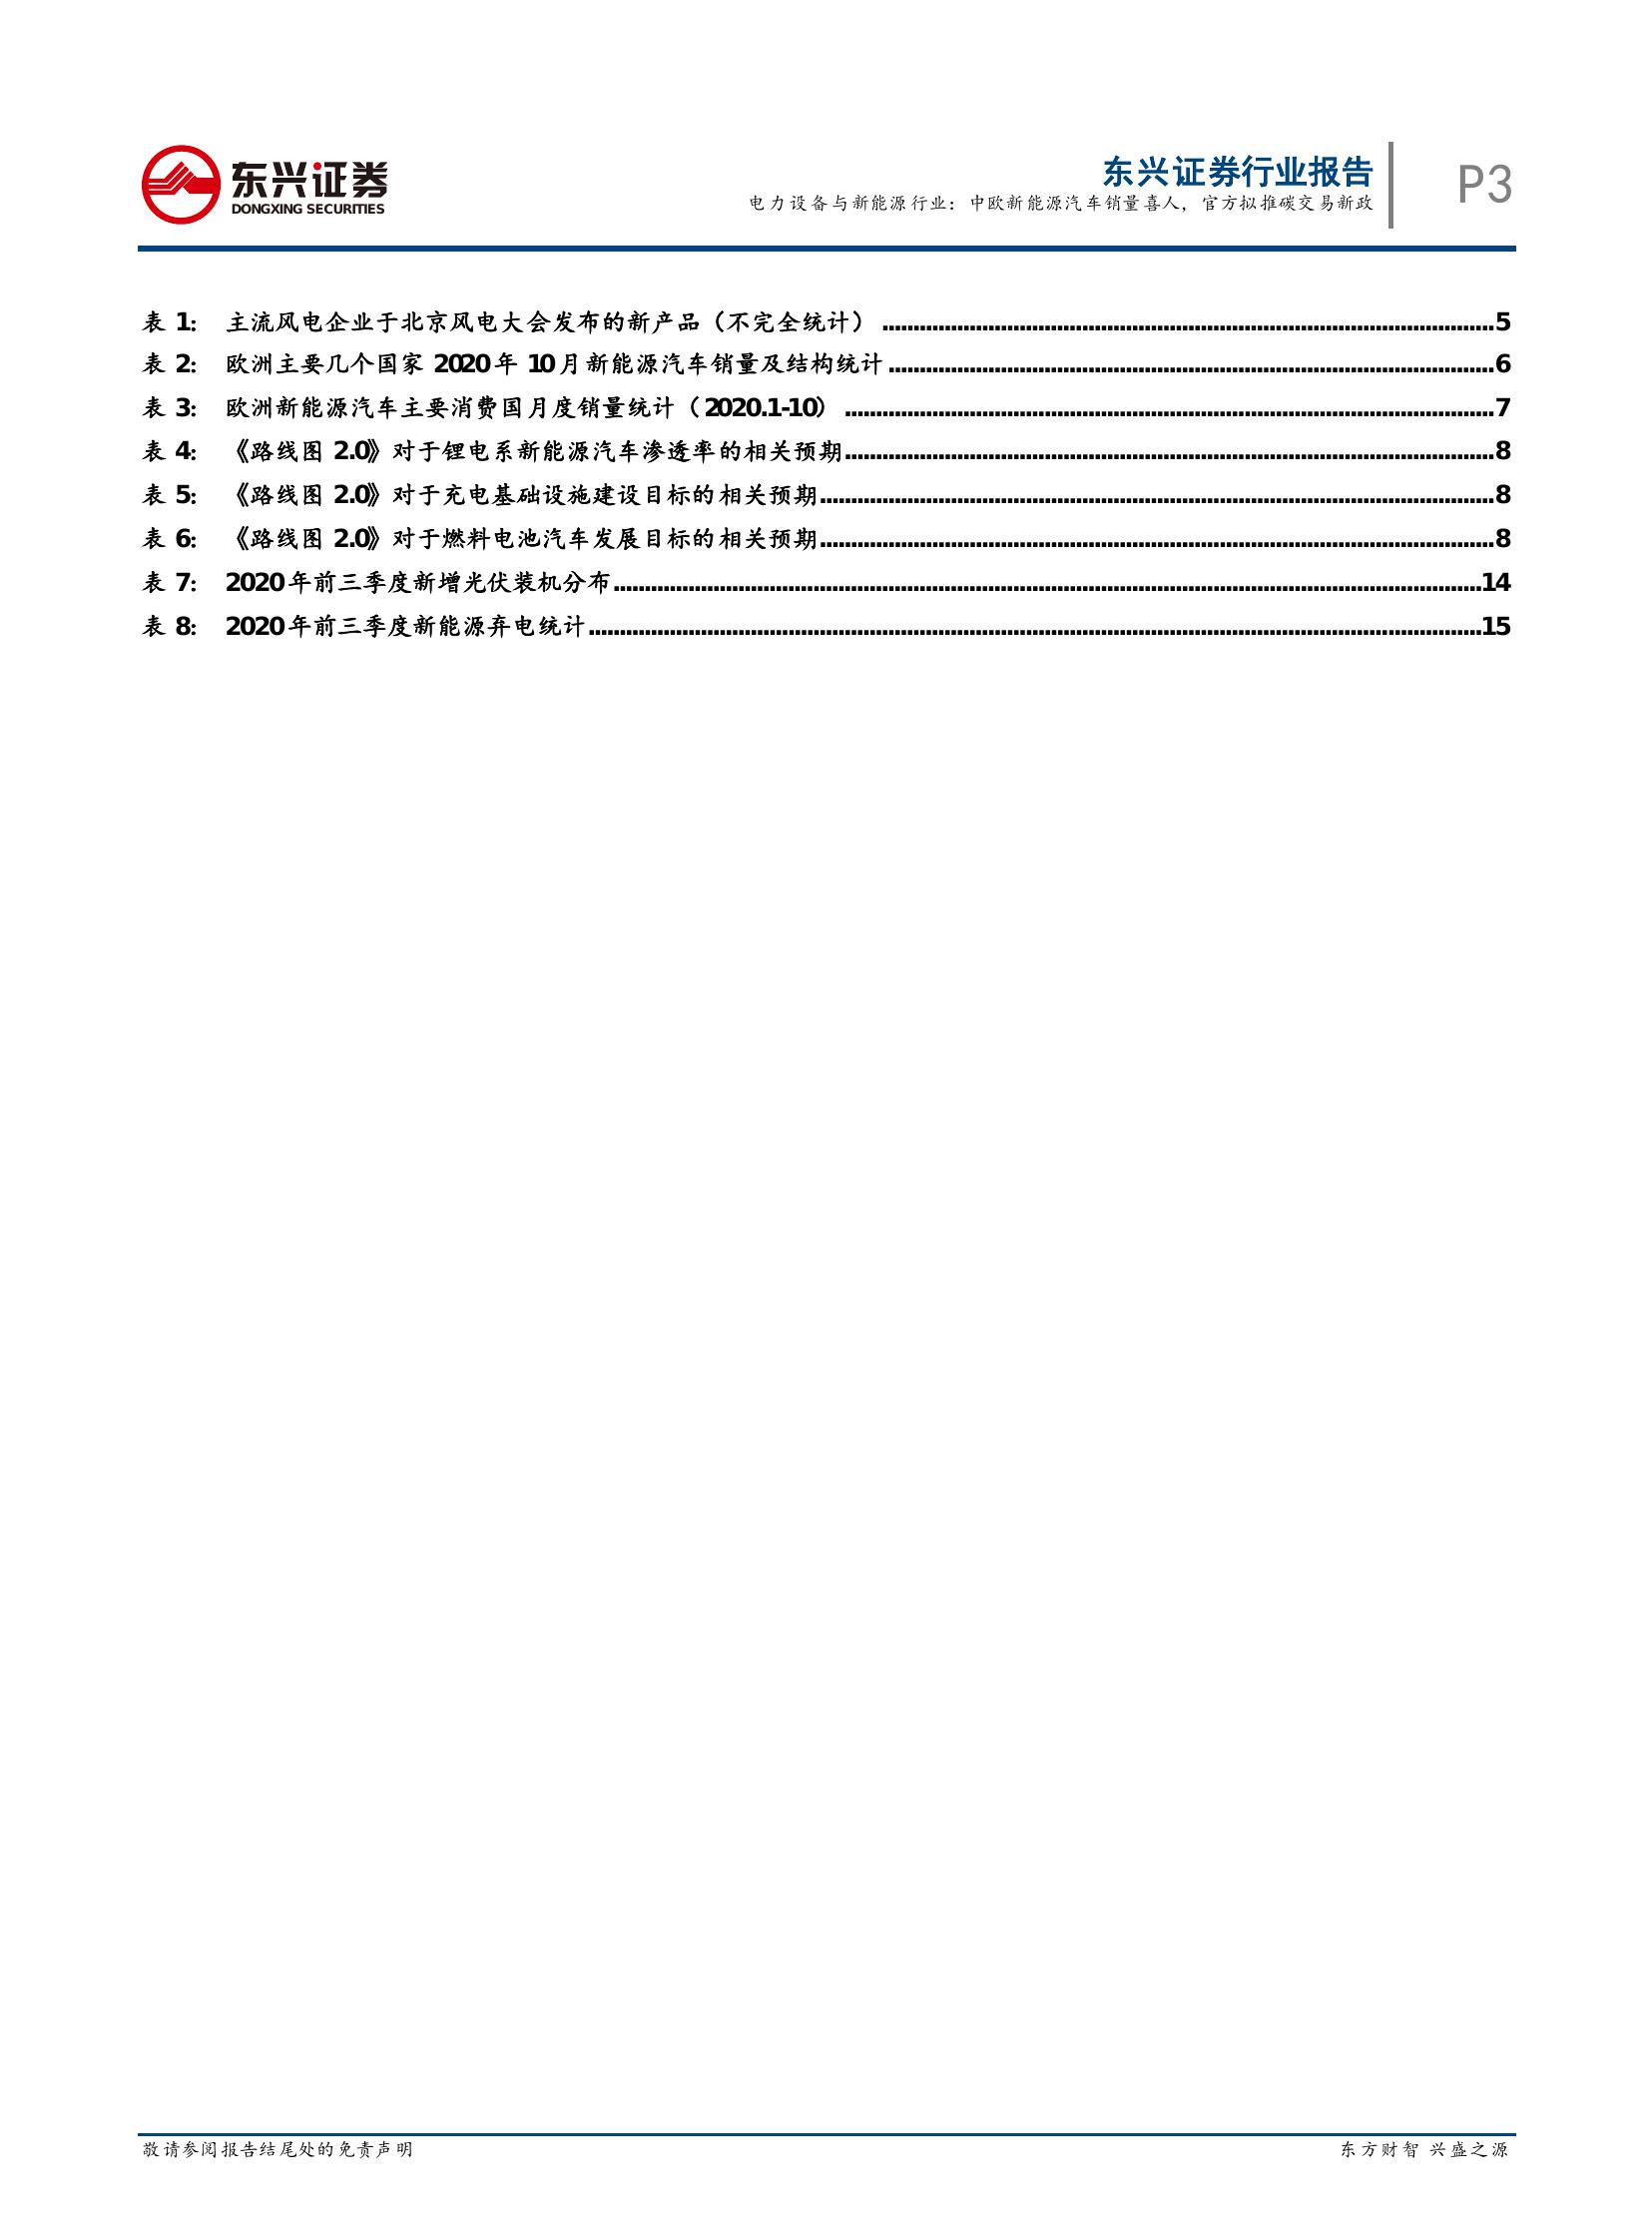 东兴证券
DONGXING SECURITIES
东兴证券行业报告
电力设备与新能源行业：中欧新能源汽车销量喜人，官方拟推碳交易新政
P3
表 1: 主流风电企业于北京风电大会发布的新产品（不完全统计） ................................................ 5
表 2: 欧洲主要几个国家 2020 年 10 月新能源汽车销量及结构统计 ................................................ 6
表 3: 欧洲新能源汽车主要消费国月度销量统计（2020.1-10） ................................................ 7
表 4: 《路线图 2.0》对于锂电系新能源汽车渗透率的相关预期 ................................................ 8
表 5: 《路线图 2.0》对于充电基础设施建设目标的相关预期 ................................................ 8
表 6: 《路线图 2.0》对于燃料电池汽车发展目标的相关预期 ................................................ 8
表 7: 2020 年前三季度新增光伏装机分布 ................................................ 14
表 8: 2020 年前三季度新能源弃电统计 ................................................ 15
敬请参阅报告结尾处的免责声明
东方财智 兴盛之源